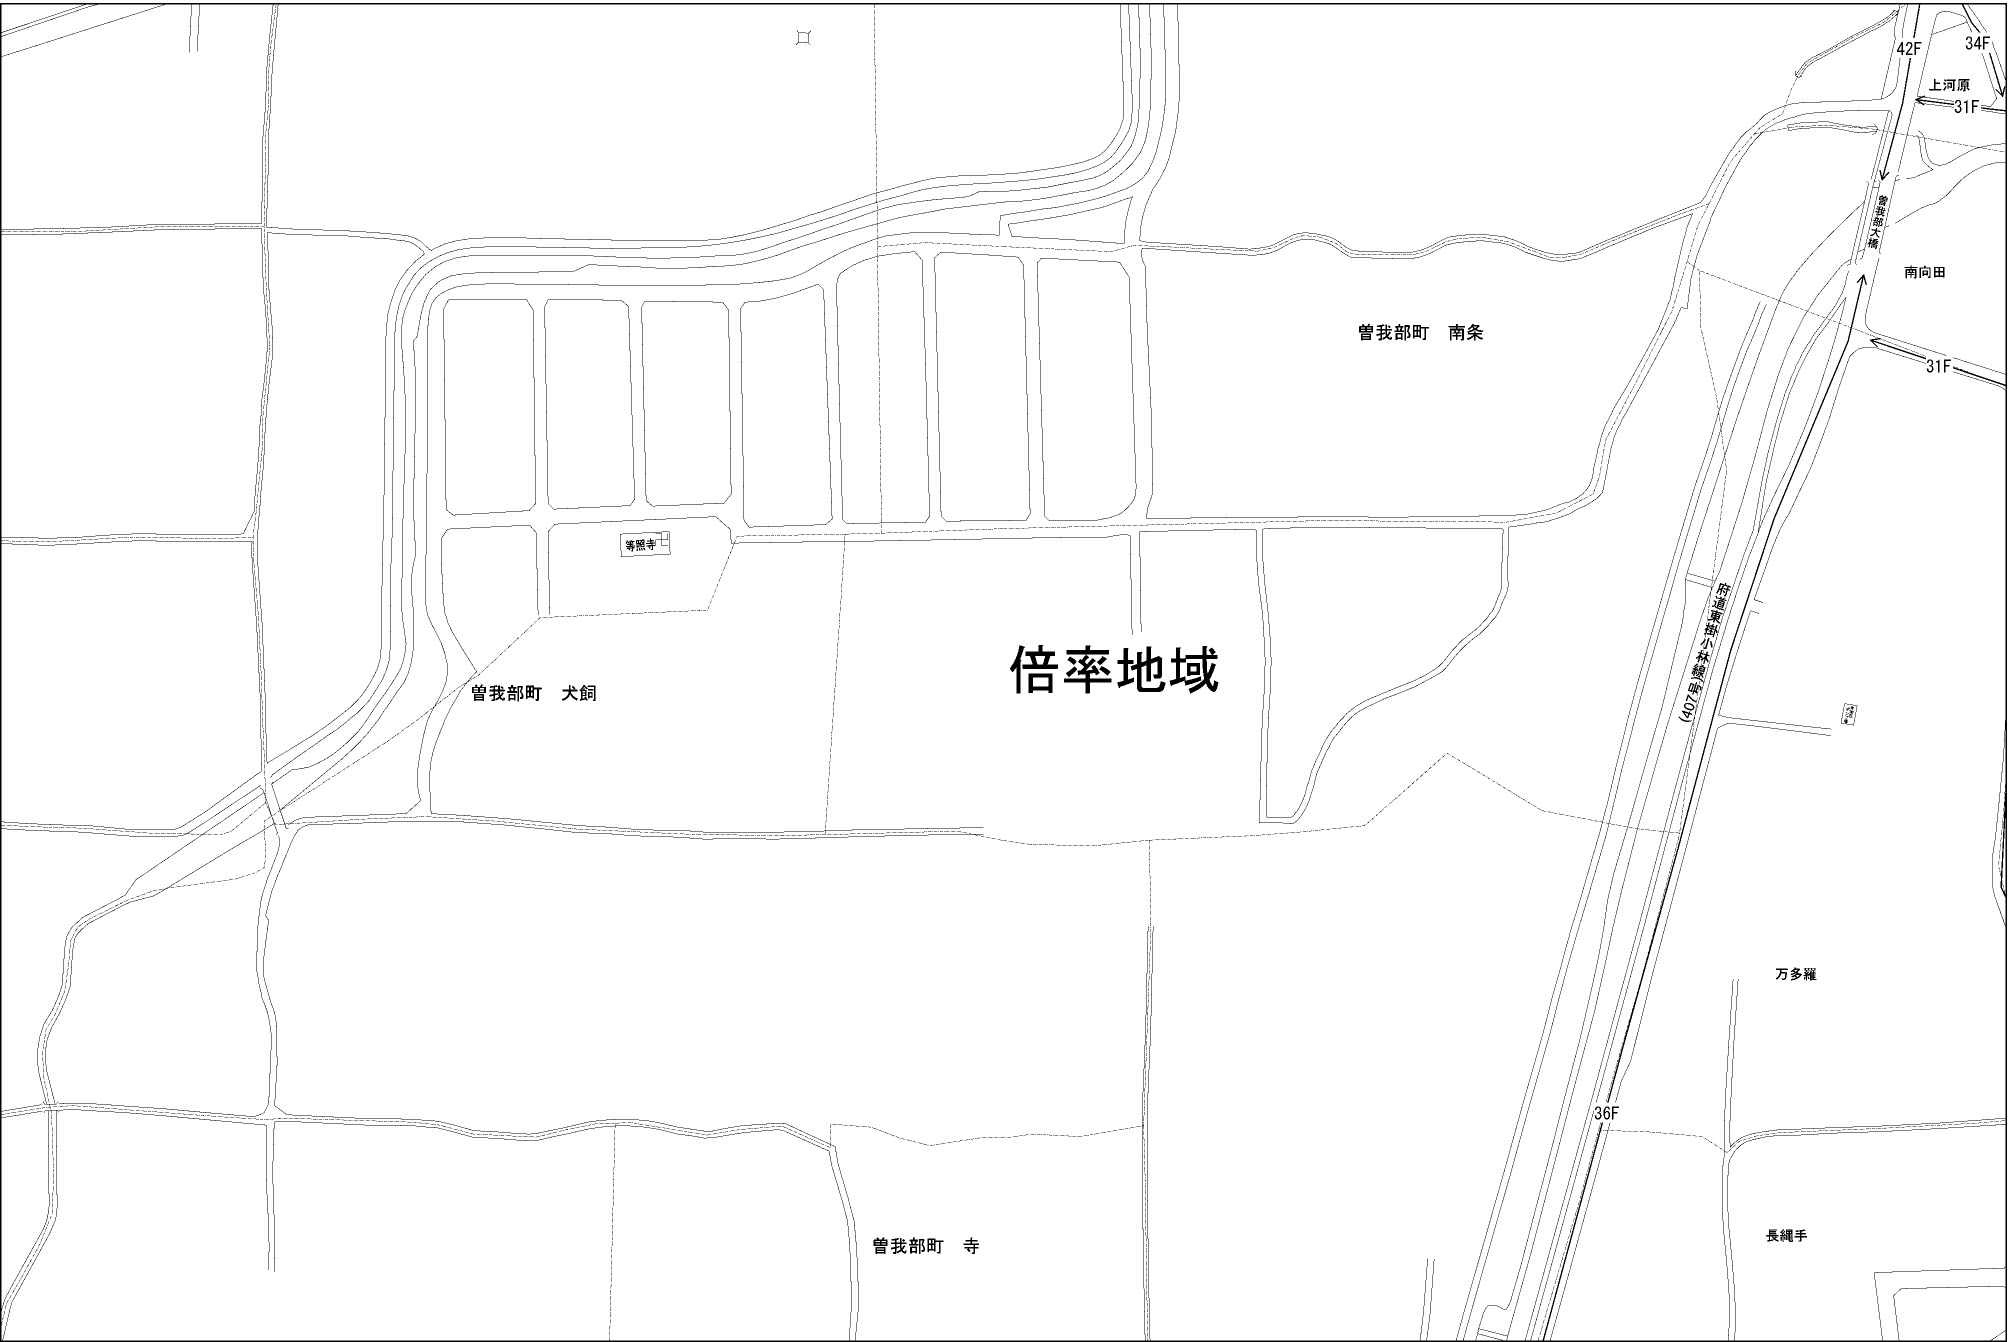 42F
34F
上河原
31F
曽我部大橋
南向田
曽我部町　南条
31F
等照寺
府道東掛小林線
(407号)
倍率地域
曽我部町　犬飼
万多羅
36F
長縄手
曽我部町　寺